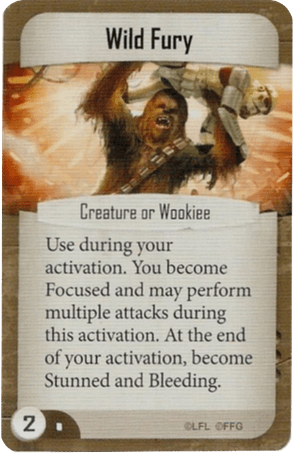 Wild Fury
Creature or Wookiee
Use during your
activation. You become
Focused and may perform
multiple attacks during
this activation. At the end
of your activation, become
Stunned and Bleeding.
2
©LFL ©FFG